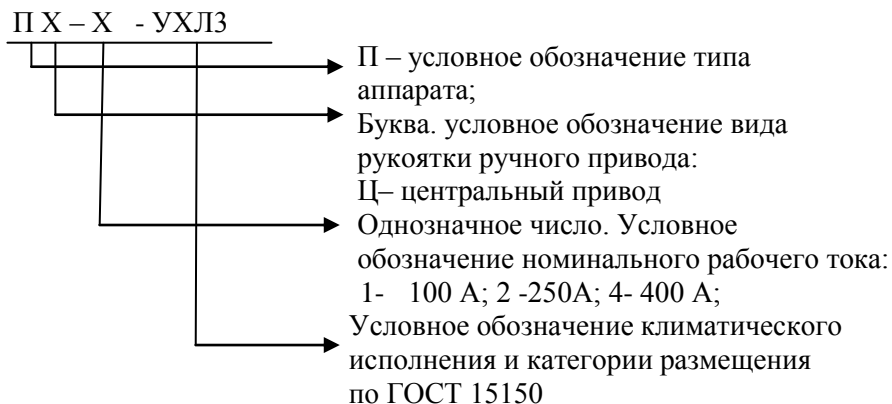 П Х – Х - УХЛ3
П – условное обозначение типа
аппарата;
Буква. условное обозначение вида
рукоятки ручного привода:
Ц– центральный привод
Однозначное число. Условное
обозначение номинального рабочего тока:
1- 100 А; 2 -250А; 4- 400 А;
Условное обозначение климатического
исполнения и категории размещения
по ГОСТ 15150